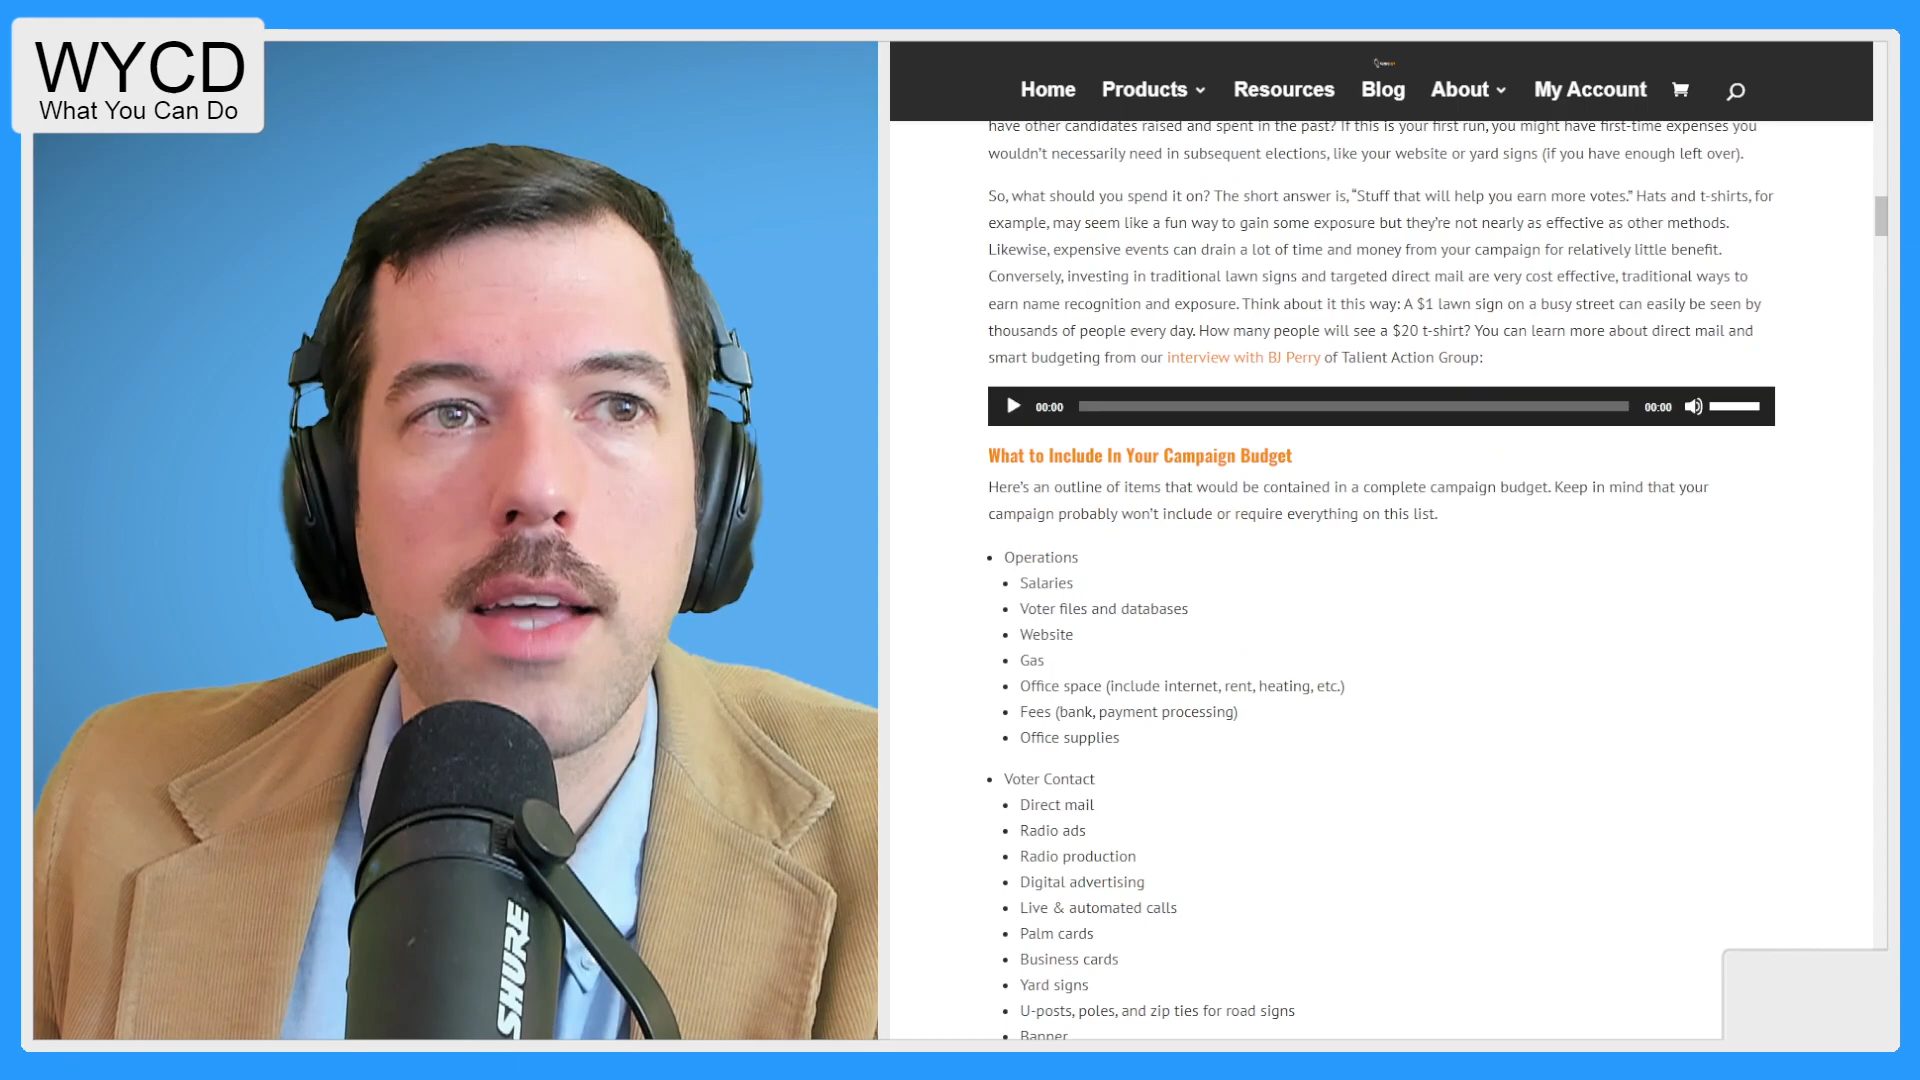 WYCD
What You Can Do
Home Products Resources Blog About My Account
have other candidates raised and spent in the past? If this is your first run, you might have first-time expenses you
wouldn’t necessarily need in subsequent elections, like your website or yard signs (if you have enough left over).
So, what should you spend it on? The short answer is, “Stuff that will help you earn more votes.” Hats and t-shirts, for
example, may seem like a fun way to gain some exposure but they’re not nearly as effective as other methods.
Likewise, expensive events can drain a lot of time and money from your campaign for relatively little benefit.
Conversely, investing in traditional lawn signs and targeted direct mail are very cost effective, traditional ways to
earn name recognition and exposure. Think about it this way: A $1 lawn sign on a busy street can easily be seen by
thousands of people every day. How many people will see a $20 t-shirt? You can learn more about direct mail and
smart budgeting from our interview with BJ Perry of Talient Action Group:
00:00 00:00
What to Include In Your Campaign Budget
Here’s an outline of items that would be contained in a complete campaign budget. Keep in mind that your
campaign probably won’t include or require everything on this list.
• Operations
• Salaries
• Voter files and databases
• Website
• Gas
• Office space (include internet, rent, heating, etc.)
• Fees (bank, payment processing)
• Office supplies
• Voter Contact
• Direct mail
• Radio ads
• Radio production
• Digital advertising
• Live & automated calls
• Palm cards
• Business cards
• Yard signs
• U-posts, poles, and zip ties for road signs
• Banner
SHURE